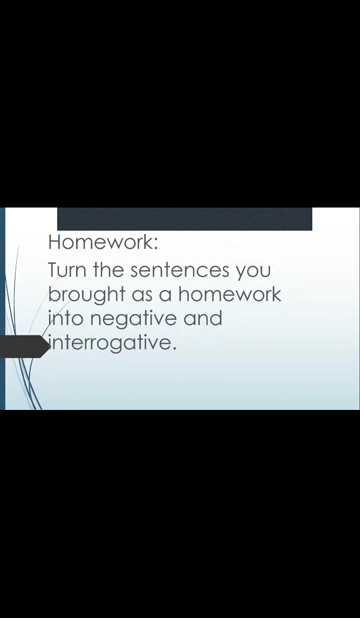 Homework:
Turn the sentences you
brought as a homework
into negative and
interrogative.